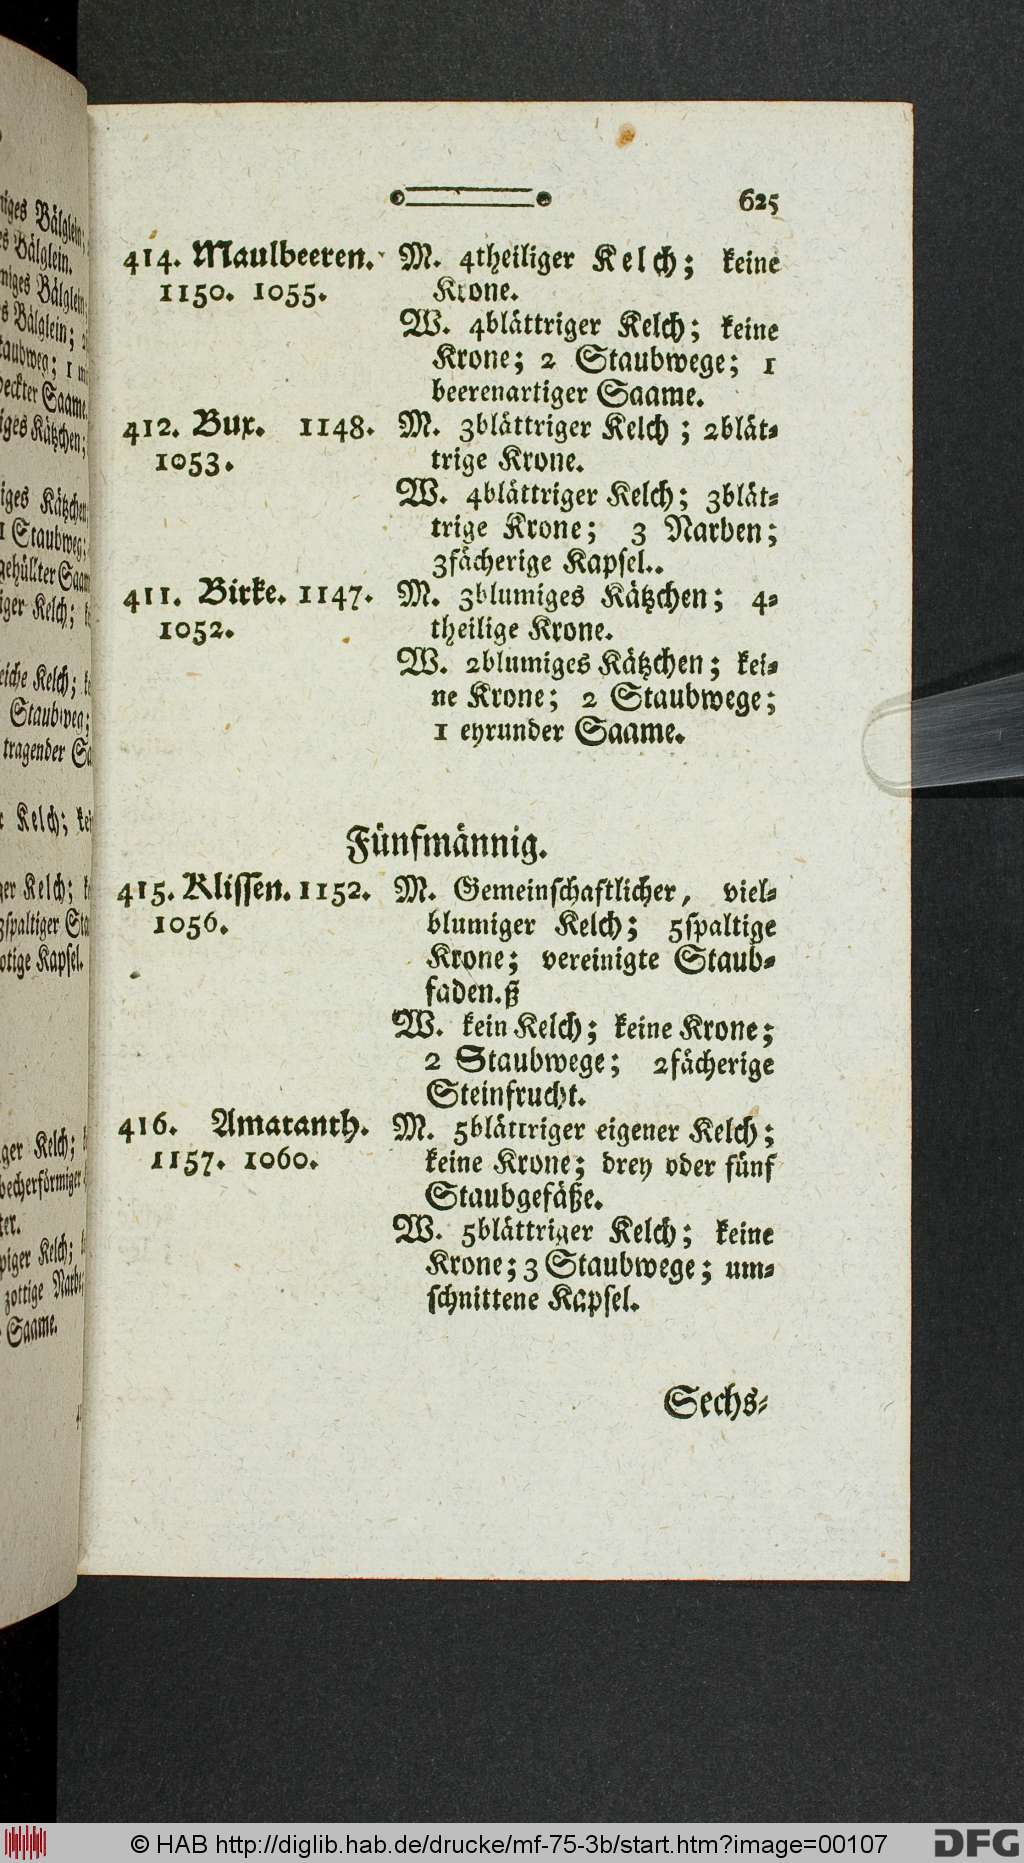 625
414. Maulbeeren. M. 4theiliger Kelch; keine
1150. 1055. Krone.
W. 4blättriger Kelch; keine
Krone; 2 Staubwege; 1
beerenartiger Saame.
412. Bux. 1148. M. 3blättriger Kelch; 2blät-
1053. trige Krone.
W. 4blättriger Kelch; 3blät-
trige Krone; 3 Narben;
3fächerige Kapsel..
411. Birke. 1147. M. 3blumiges Kätzchen; 4-
1052. theilige Krone.
W. 2blumiges Kätzchen; kei-
ne Krone; 2 Staubwege;
1 eyrunder Saame.
Fünfmännig.
415. Klissen. 1152. M. Gemeinschaftlicher, viel-
1056. blumiger Kelch; 5spaltige
Krone; vereinigte Staub-
faden.ß
W. kein Kelch; keine Krone;
2 Staubwege; 2fächerige
Steinfrucht.
416. Amaranth. M. 5blättriger eigener Kelch;
1157. 1060. keine Krone; drey oder fünf
Staubgefäße.
W. 5blättriger Kelch; keine
Krone; 3 Staubwege; um-
schnittene Kapsel.
Sechs-
© HAB http://diglib.hab.de/drucke/mf-75-3b/start.htm?image=00107
DFG